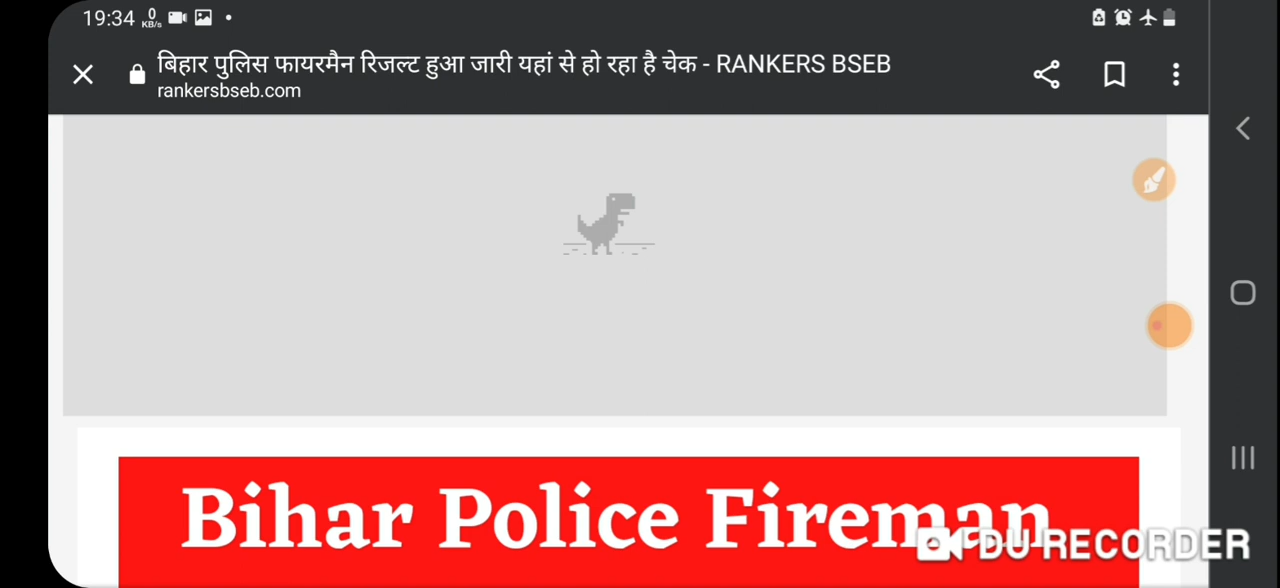 19:34 0 KB/s
बिहार पुलिस फायरमैन रिजल्ट हुआ जारी यहां से हो रहा है चेक - RANKERS BSEB
rankersbseb.com
Bihar Police Fireman
DU RECORDER